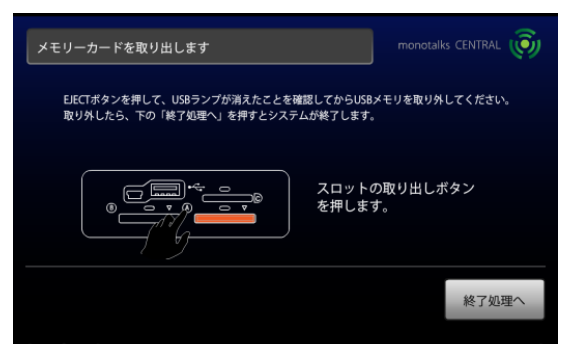 メモリーカードを取り出します
monotalks CENTRAL
EJECTボタンを押して、USBランプが消えたことを確認してからUSBメモリを取り外してください。
取り外したら、下の「終了処理へ」を押すとシステムが終了します。
スロットの取り出しボタン
を押します。
Ⓑ Ⓐ Ⓒ
終了処理へ